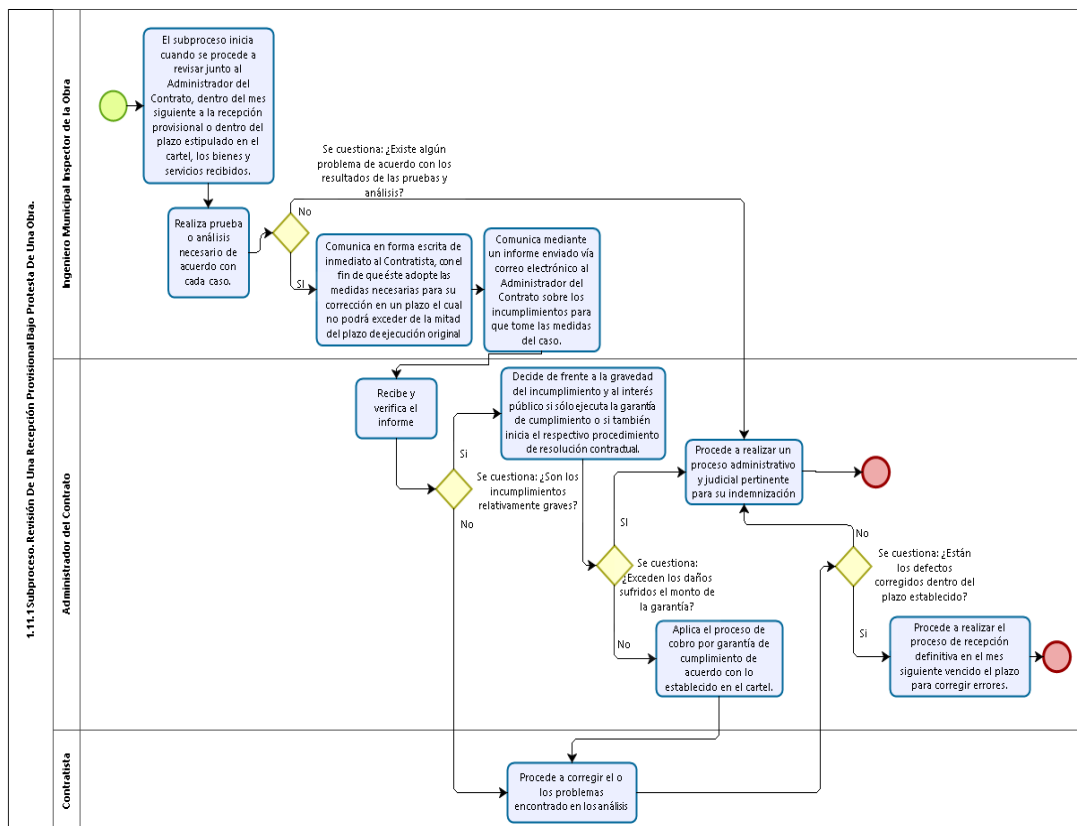 1.11.1 Subproceso. Revisión De Una Recepción Provisional Bajo Protesta De Una Obra.
Ingeniero Municipal Inspector de la Obra
El subproceso inicia
cuando se procede a
revisar junto al
Administrador del
Contrato, dentro del mes
siguiente a la recepción
provisional o dentro del
plazo estipulado en el
cartel, los bienes y
servicios recibidos.
Realiza prueba
o análisis
necesario de
acuerdo con
cada caso.
Se cuestiona: ¿Existe algún
problema de acuerdo con los
resultados de las pruebas y
análisis?
No
SI
Comunica en forma escrita de
inmediato al Contratista, con el
fin de que éste adopte las
medidas necesarias para su
corrección en un plazo el cual
no podrá exceder de la mitad
del plazo de ejecución original
Comunica mediante
un informe enviado vía
correo electrónico al
Administrador del
Contrato sobre los
incumplimientos para
que tome las medidas
del caso.
Administrador del Contrato
Recibe y
verifica el
informe
Si
Se cuestiona: ¿Son los
incumplimientos
relativamente graves?
No
Decide de frente a la gravedad
del incumplimiento y al interés
público si sólo ejecuta la garantía
de cumplimiento o si también
inicia el respectivo procedimiento
de resolución contractual.
SI
Se cuestiona:
¿Exceden los daños
sufridos el monto de
la garantía?
No
Aplica el proceso de
cobro por garantía de
cumplimiento de
acuerdo con lo
establecido en el cartel.
Procede a realizar un
proceso administrativo
y judicial pertinente
para su indemnización
No
Se cuestiona: ¿Están
los defectos
corregidos dentro del
plazo establecido?
Si
Procede a realizar el
proceso de recepción
definitiva en el mes
siguiente vencido el plazo
para corregir errores.
Contratista
Procede a corregir el o
los problemas
encontrado en los análisis